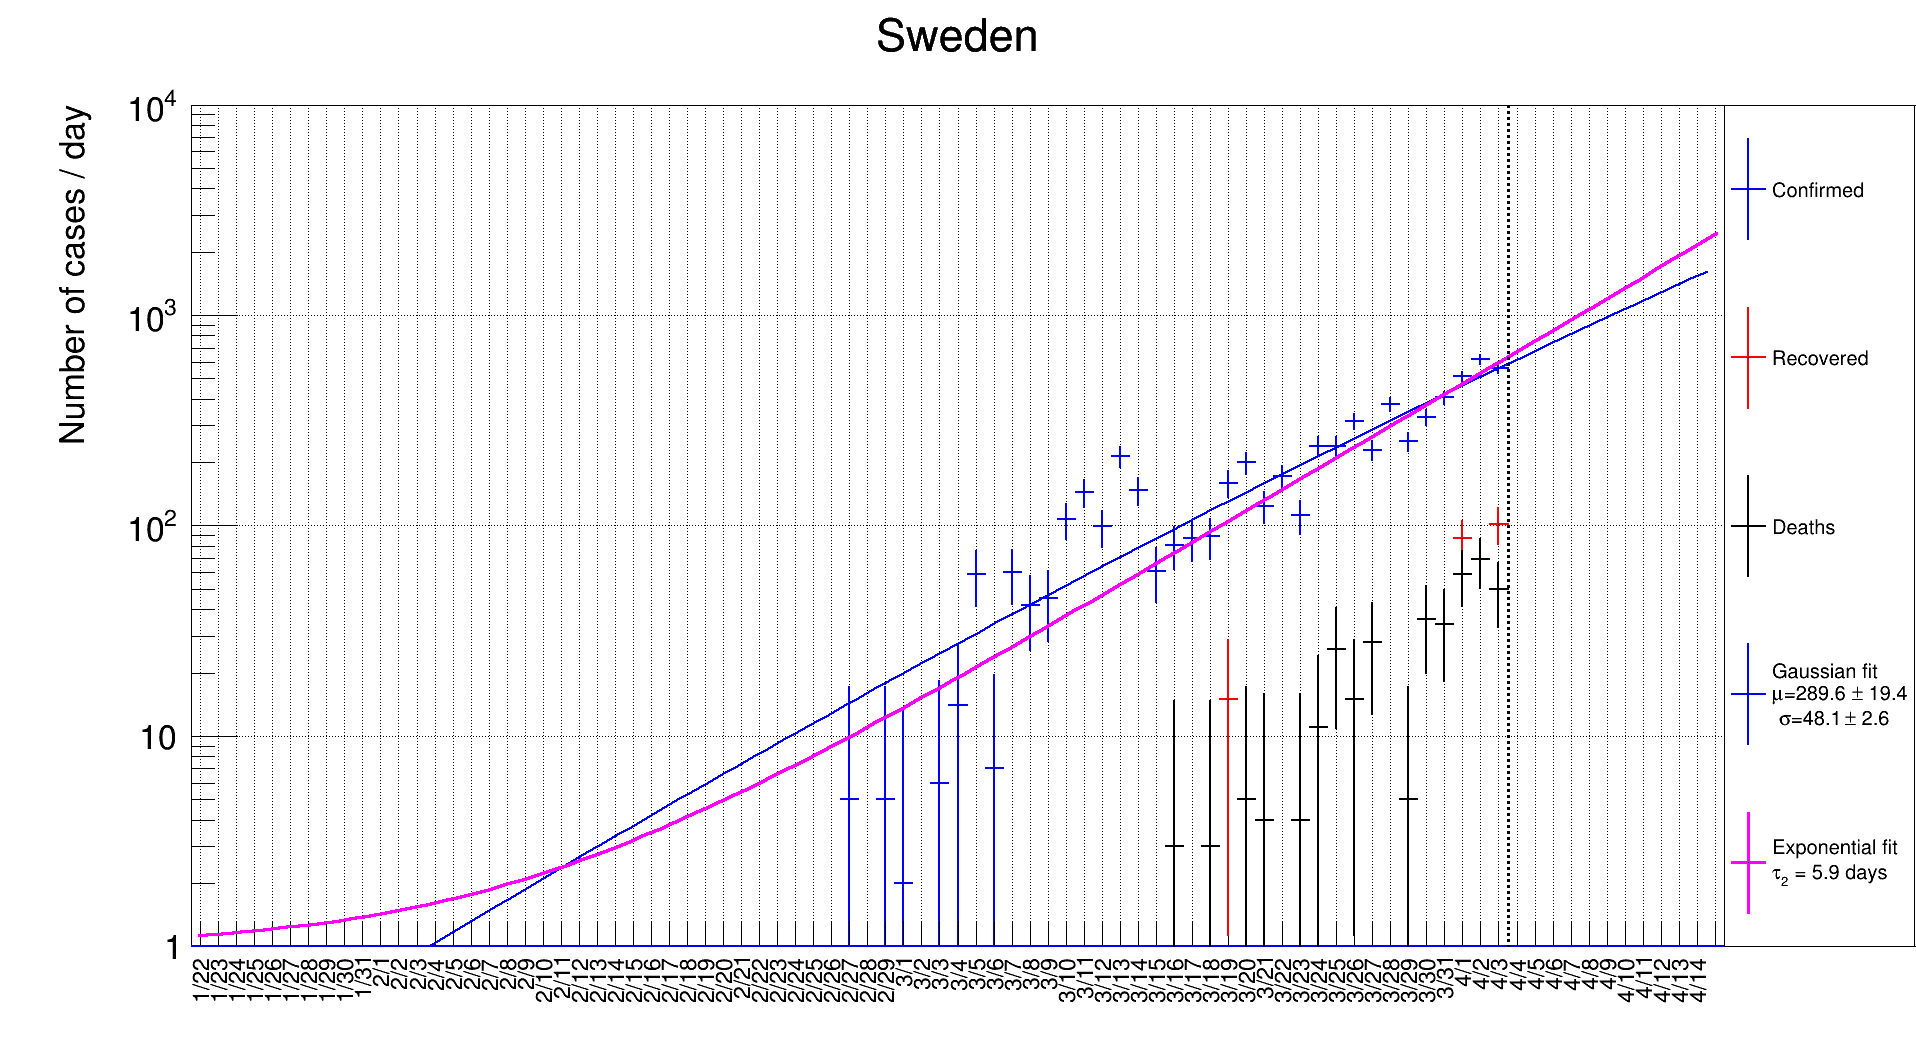 Sweden
Number of cases / day
10⁴
10³
10²
10
1
1/22 1/23 1/24 1/25 1/26 1/27 1/28 1/29 1/30 1/31 2/1 2/2 2/3 2/4 2/5 2/6 2/7 2/8 2/9 2/10 2/11 2/12 2/13 2/14 2/15 2/16 2/17 2/18 2/19 2/20 2/21 2/22 2/23 2/24 2/25 2/26 2/27 2/28 2/29 3/1 3/2 3/3 3/4 3/5 3/6 3/7 3/8 3/9 3/10 3/11 3/12 3/13 3/14 3/15 3/16 3/17 3/18 3/19 3/20 3/21 3/22 3/23 3/24 3/25 3/26 3/27 3/28 3/29 3/30 3/31 4/1 4/2 4/3 4/4 4/5 4/6 4/7 4/8 4/9 4/10 4/11 4/12 4/13 4/14
Confirmed
Recovered
Deaths
Gaussian fit
μ=289.6 ± 19.4
σ=48.1 ± 2.6
Exponential fit
τ₂ = 5.9 days